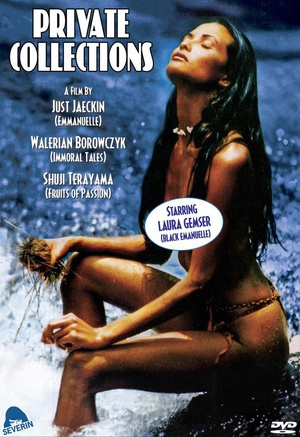 PRIVATE
COLLECTIONS
A FILM BY
JUST JAECKIN
(EMMANUELLE)
WALERIAN BOROWCZYK
(IMMORAL TALES)
SHUJI TERAYAMA
(FRUITS OF PASSION)
STARRING
LAURA GEMSER
(BLACK EMANUELLE)
SEVERIN
DVD